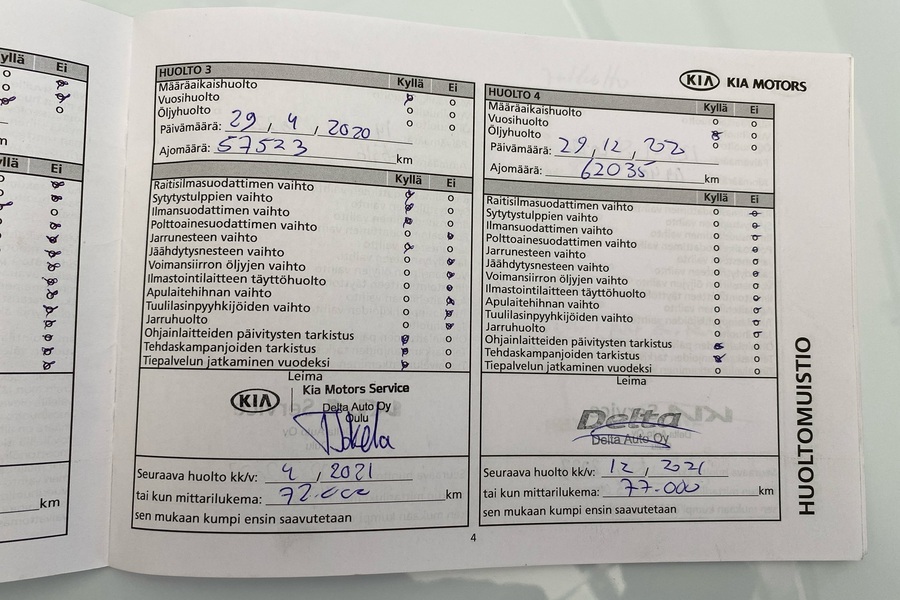 yllä Ei
m
yllä Ei
km
HUOLTO 3
Kyllä Ei
Määräaikaishuolto
Vuosihuolto
Öljyhuolto
Päivämäärä: 29, 4, 2020
Ajomäärä: 57523 km
Kyllä Ei
Raitisilmasuodattimen vaihto
Sytytystulppien vaihto
Ilmansuodattimen vaihto
Polttoainesuodattimen vaihto
Jarrunesteen vaihto
Jäähdytysnesteen vaihto
Voimansiirron öljyjen vaihto
Ilmastointilaitteen täyttöhuolto
Apulaitehihnan vaihto
Tuulilasinpyyhkijöiden vaihto
Jarruhuolto
Ohjainlaitteiden päivitysten tarkistus
Tehdaskampanjoiden tarkistus
Tiepalvelun jatkaminen vuodeksi
Leima
KIA Kia Motors Service
Delta Auto Oy
Oulu
Seuraava huolto kk/v: 4, 2021
tai kun mittarilukema: 72.000 km
sen mukaan kumpi ensin saavutetaan
KIA KIA MOTORS
HUOLTO 4
Kyllä Ei
Määräaikaishuolto
Vuosihuolto
Öljyhuolto
Päivämäärä: 29, 12, 202
Ajomäärä: 62035 km
Kyllä Ei
Raitisilmasuodattimen vaihto
Sytytystulppien vaihto
Ilmansuodattimen vaihto
Polttoainesuodattimen vaihto
Jarrunesteen vaihto
Jäähdytysnesteen vaihto
Voimansiirron öljyjen vaihto
Ilmastointilaitteen täyttöhuolto
Apulaitehihnan vaihto
Tuulilasinpyyhkijöiden vaihto
Jarruhuolto
Ohjainlaitteiden päivitysten tarkistus
Tehdaskampanjoiden tarkistus
Tiepalvelun jatkaminen vuodeksi
Leima
Delta
Delta Auto Oy
Seuraava huolto kk/v: 12, 2021
tai kun mittarilukema: 77.000 km
sen mukaan kumpi ensin saavutetaan
HUOLTOMUISTIO
4